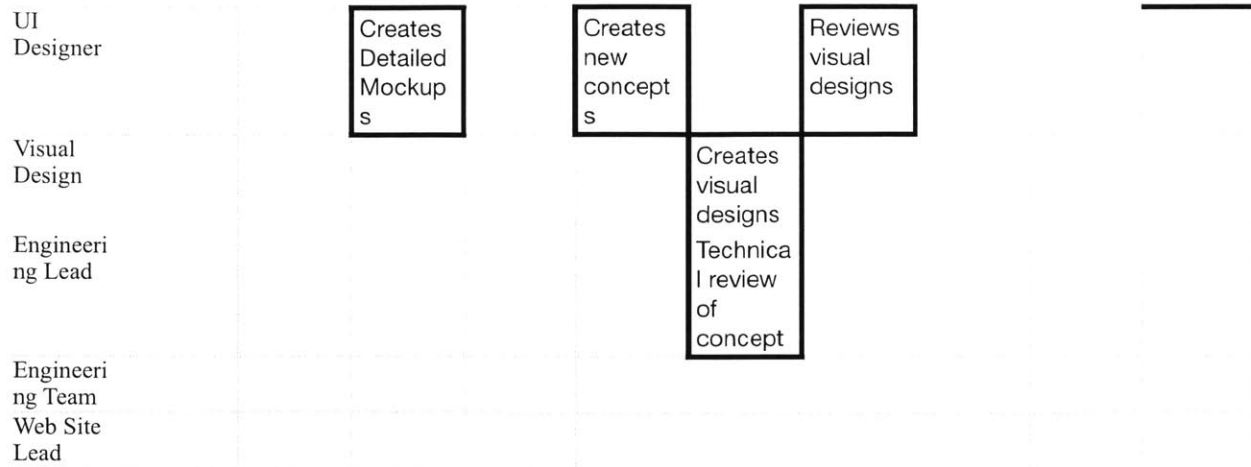 UI
Designer
Creates
Detailed
Mockup
s
Creates
new
concept
s
Reviews
visual
designs
Visual
Design
Creates
visual
designs
Engineeri
ng Lead
Technica
l review
of
concept
Engineeri
ng Team
Web Site
Lead